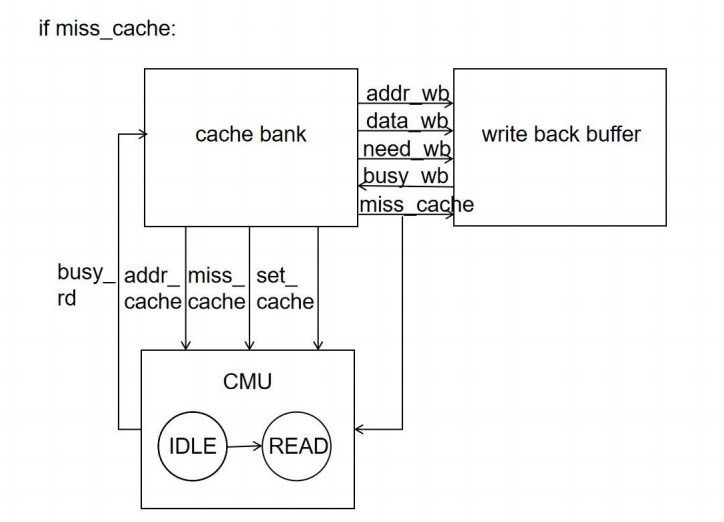 if miss_cache:
cache bank
addr_wb
data_wb
need_wb
busy_wb
miss_cache
write back buffer
busy_
rd
addr_
cache
miss_
cache
set_
cache
CMU
IDLE
READ